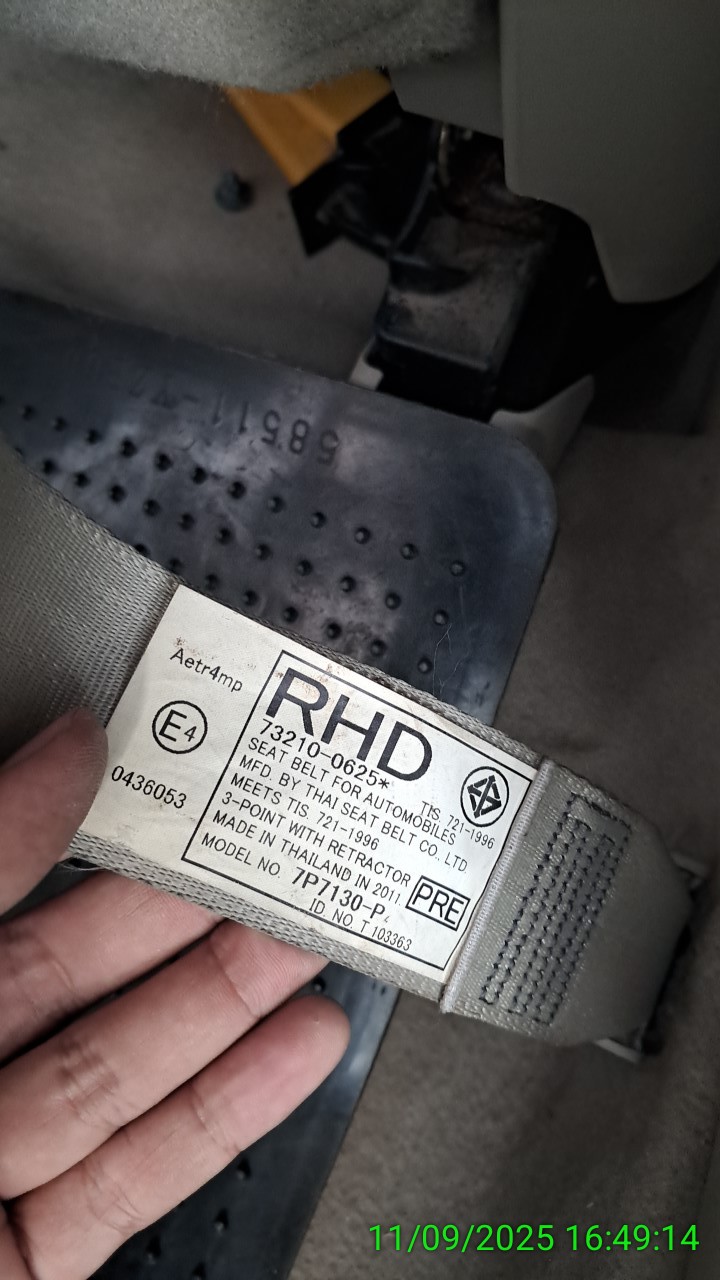 58511-
Aetr4mp
E4
0436053
RHD
73210-0625*
SEAT BELT FOR AUTOMOBILES
MFD. BY THAI SEAT BELT CO., LTD.
MEETS TIS. 721-1996
3-POINT WITH RETRACTOR
MADE IN THAILAND IN 2011.
MODEL NO. 7P7130-P
ID. NO. T 103363
TIS. 721-1996
PRE
11/09/2025 16:49:14